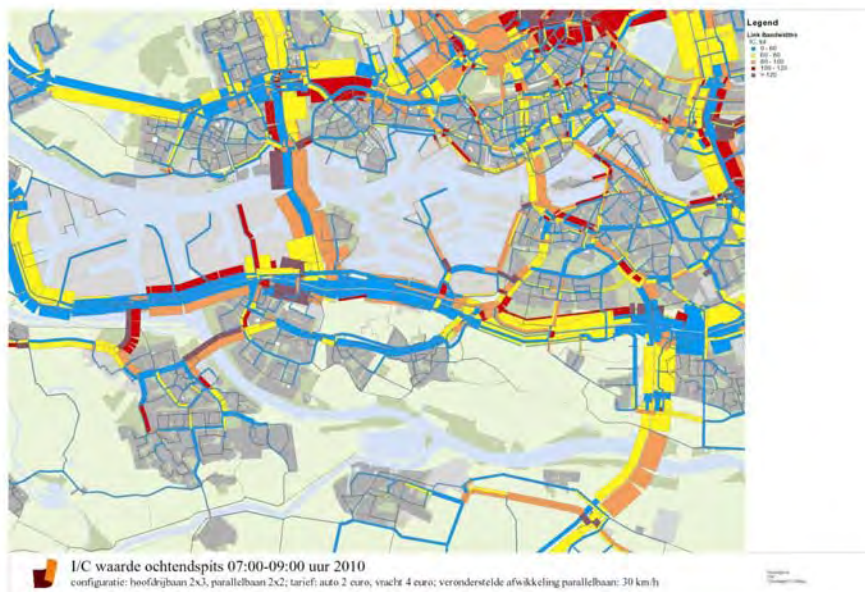 Legend
Link Bandwidths
0 - 60
60 - 80
80 - 100
100 - 120
> 120
I/C waarde ochtendspits 07:00-09:00 uur 2010
configuratie: hoofdrijbaan 2x3, parallelbaan 2x2; tarief: auto 2 euro, vracht 4 euro; veronderstelde afwikkeling parallelbaan: 30 km/h